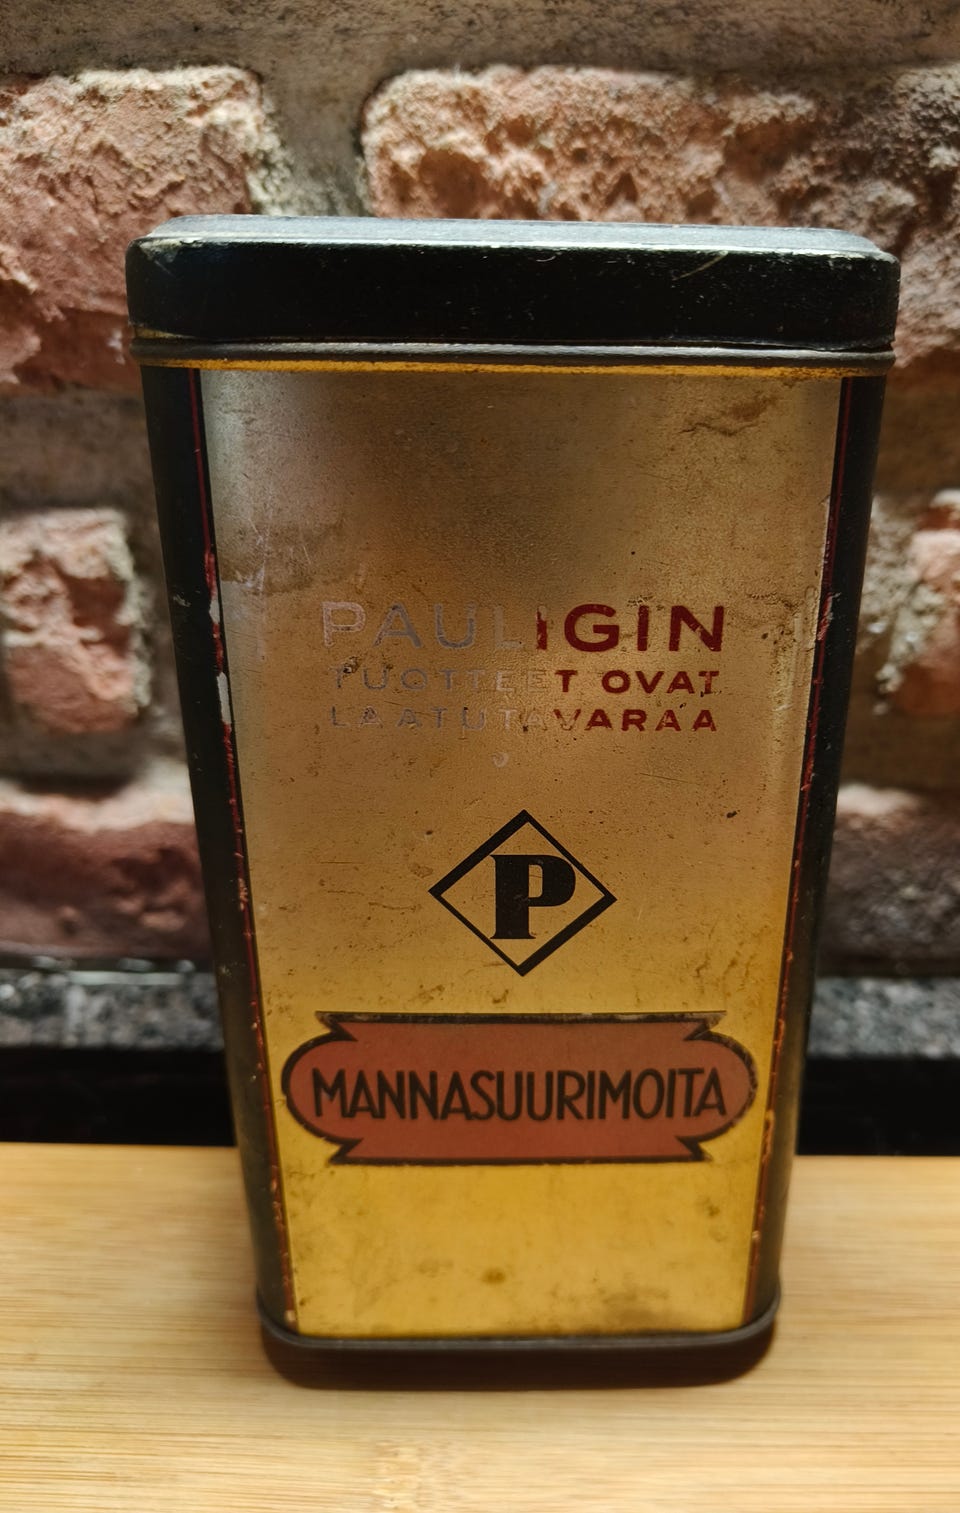 PAULIGIN
TUOTTEET OVAT
LAATUTAVARAA
P
MANNASUURIMOITA